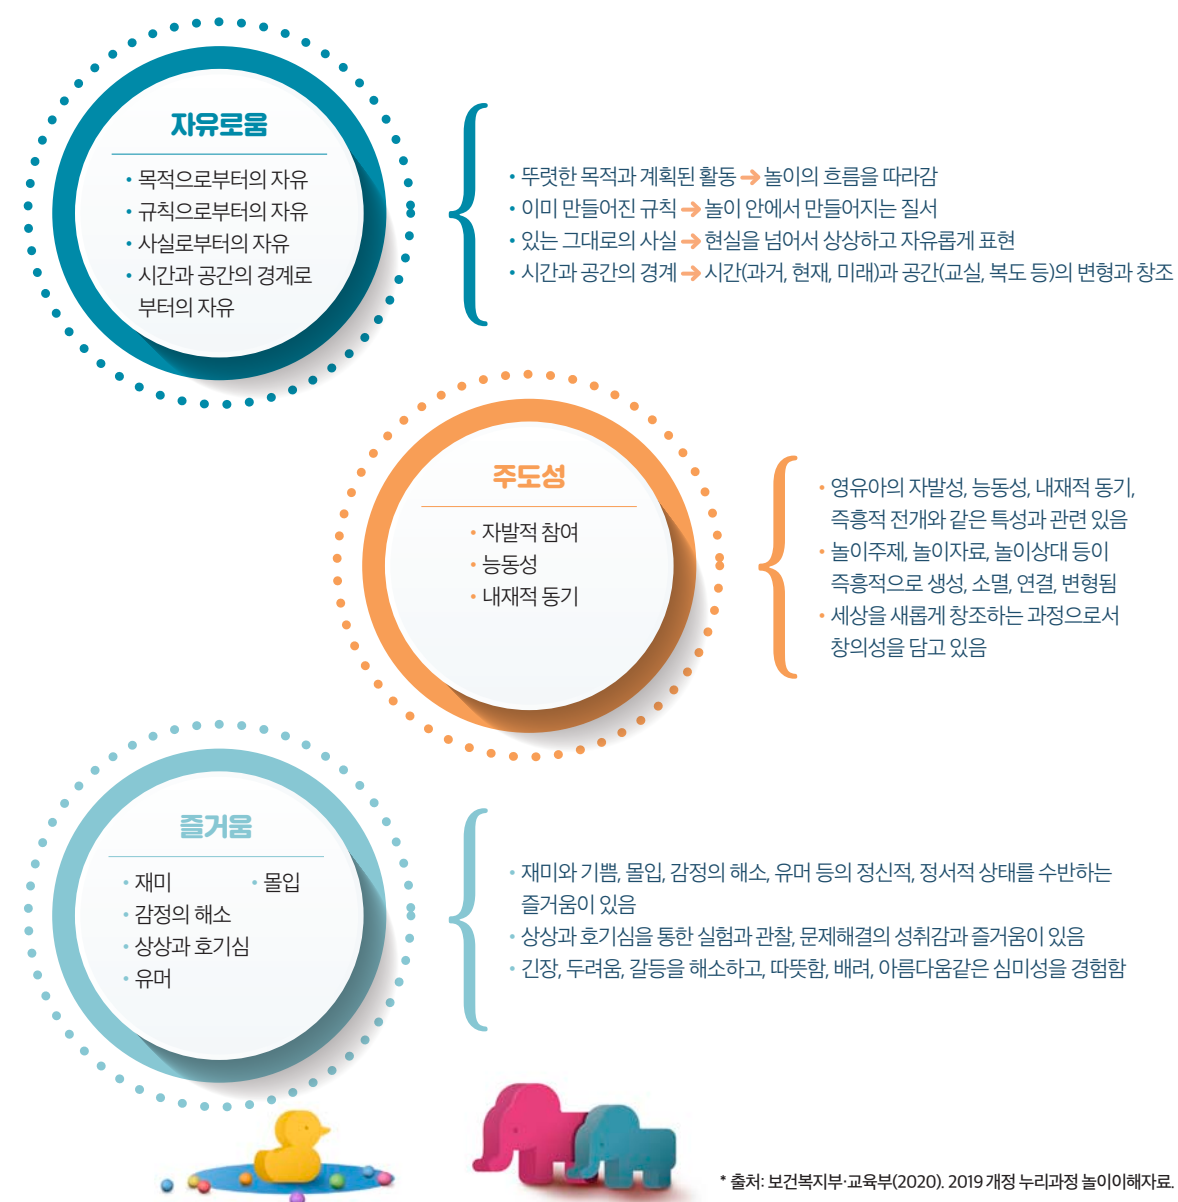 자유로움
• 목적으로부터의 자유
• 규칙으로부터의 자유
• 사실로부터의 자유
• 시간과 공간의 경계로
부터의 자유
• 뚜렷한 목적과 계획된 활동 ➔ 놀이의 흐름을 따라감
• 이미 만들어진 규칙 ➔ 놀이 안에서 만들어지는 질서
• 있는 그대로의 사실 ➔ 현실을 넘어서 상상하고 자유롭게 표현
• 시간과 공간의 경계 ➔ 시간(과거, 현재, 미래)과 공간(교실, 복도 등)의 변형과 창조
주도성
• 자발적 참여
• 능동성
• 내재적 동기
• 영유아의 자발성, 능동성, 내재적 동기,
즉흥적 전개와 같은 특성과 관련 있음
• 놀이주제, 놀이자료, 놀이상대 등이
즉흥적으로 생성, 소멸, 연결, 변형됨
• 세상을 새롭게 창조하는 과정으로서
창의성을 담고 있음
즐거움
• 재미 • 몰입
• 감정의 해소
• 상상과 호기심
• 유머
• 재미와 기쁨, 몰입, 감정의 해소, 유머 등의 정신적, 정서적 상태를 수반하는
즐거움이 있음
• 상상과 호기심을 통한 실험과 관찰, 문제해결의 성취감과 즐거움이 있음
• 긴장, 두려움, 갈등을 해소하고, 따뜻함, 배려, 아름다움같은 심미성을 경험함
* 출처: 보건복지부·교육부(2020). 2019 개정 누리과정 놀이이해자료.